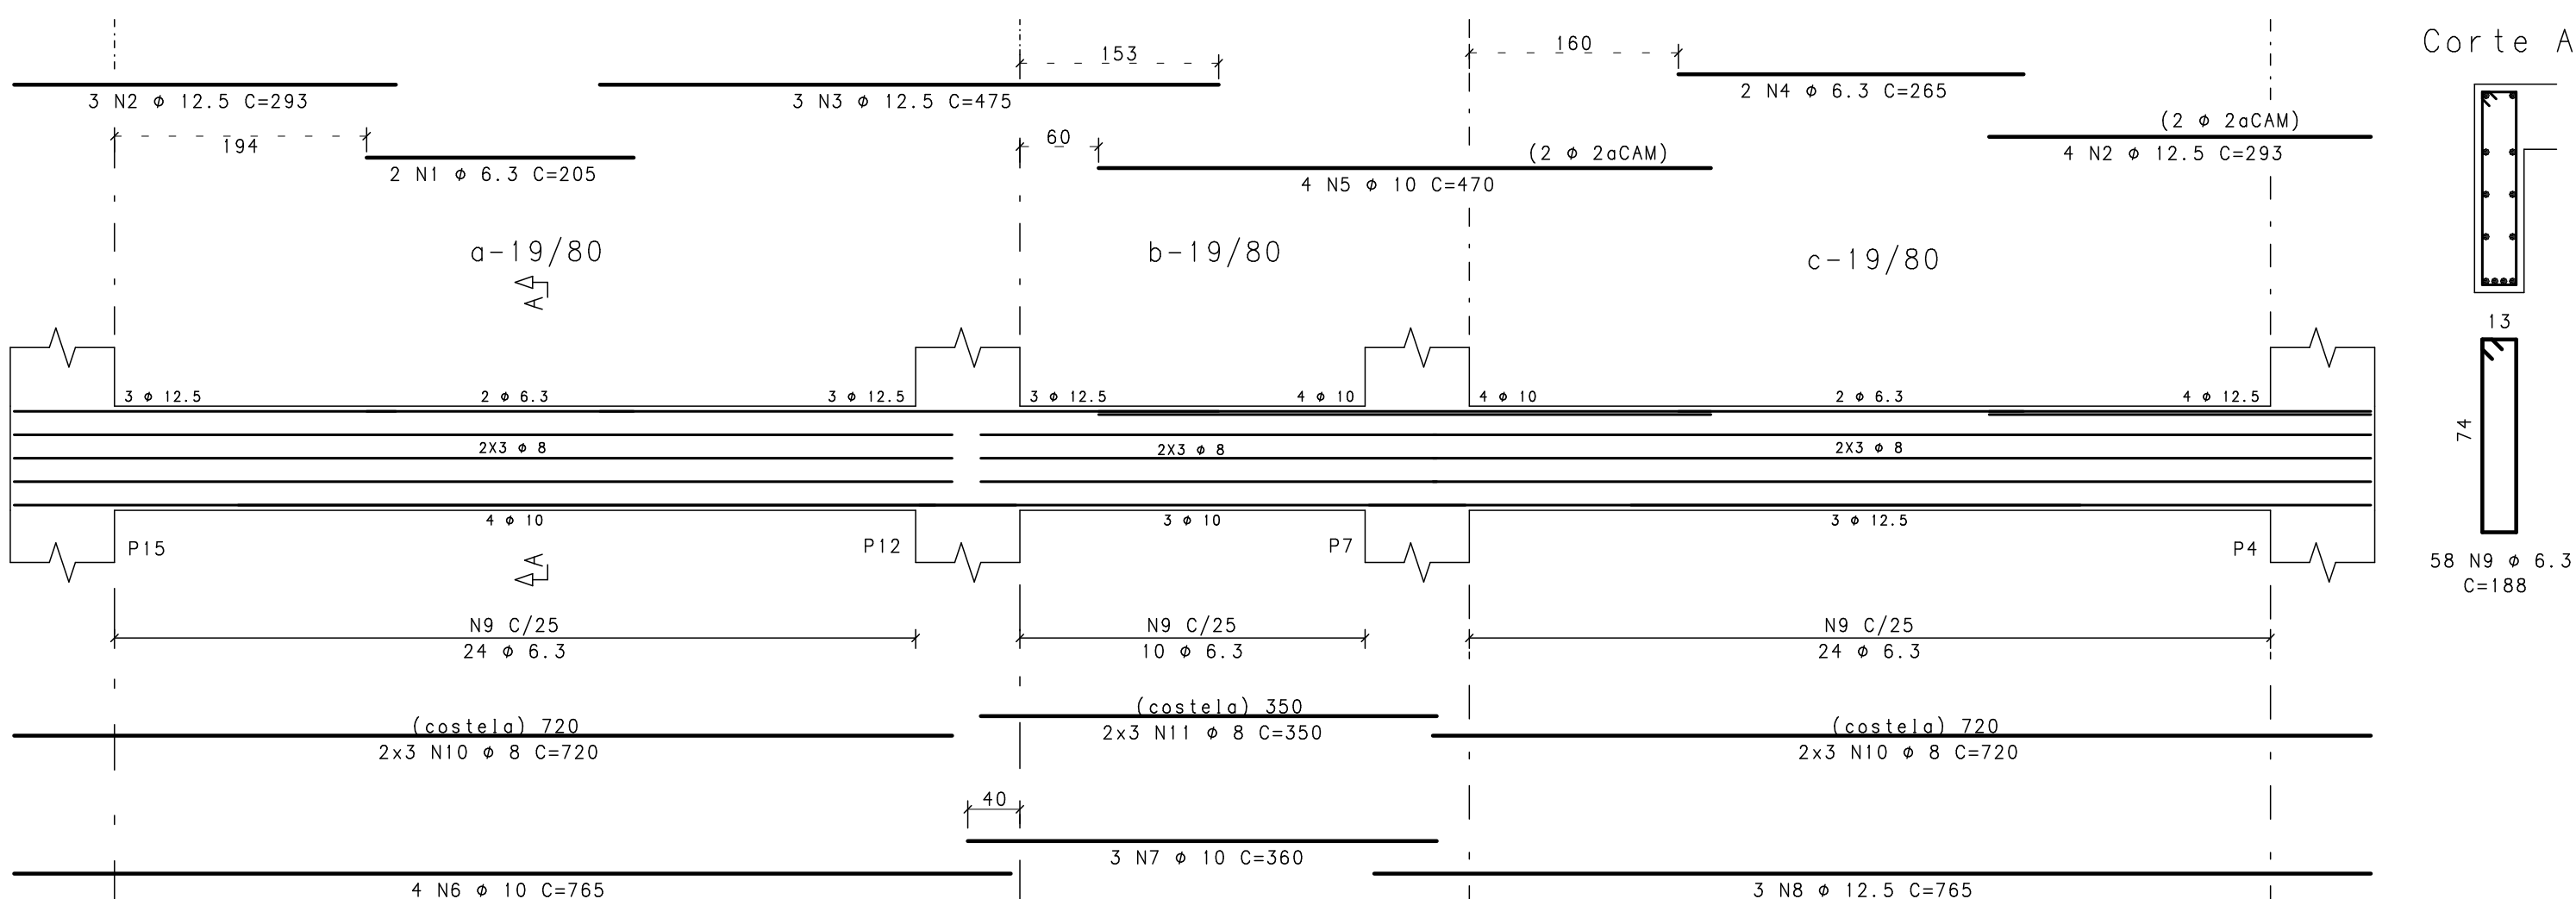 Corte A
153
160
3 N2 φ 12.5 C=293
3 N3 φ 12.5 C=475
2 N4 φ 6.3 C=265
194
60
(2 φ 2aCAM)
(2 φ 2aCAM)
2 N1 φ 6.3 C=205
4 N5 φ 10 C=470
4 N2 φ 12.5 C=293
a-19/80
b-19/80
c-19/80
A
13
3 φ 12.5
2 φ 6.3
3 φ 12.5
3 φ 12.5
4 φ 10
4 φ 10
2 φ 6.3
4 φ 12.5
74
2X3 φ 8
2X3 φ 8
2X3 φ 8
4 φ 10
3 φ 10
3 φ 12.5
P15
P12
P7
P4
A
58 N9 φ 6.3
C=188
N9 C/25
24 φ 6.3
N9 C/25
10 φ 6.3
N9 C/25
24 φ 6.3
(costela) 720
2x3 N10 φ 8 C=720
(costela) 350
2x3 N11 φ 8 C=350
(costela) 720
2x3 N10 φ 8 C=720
40
3 N7 φ 10 C=360
4 N6 φ 10 C=765
3 N8 φ 12.5 C=765